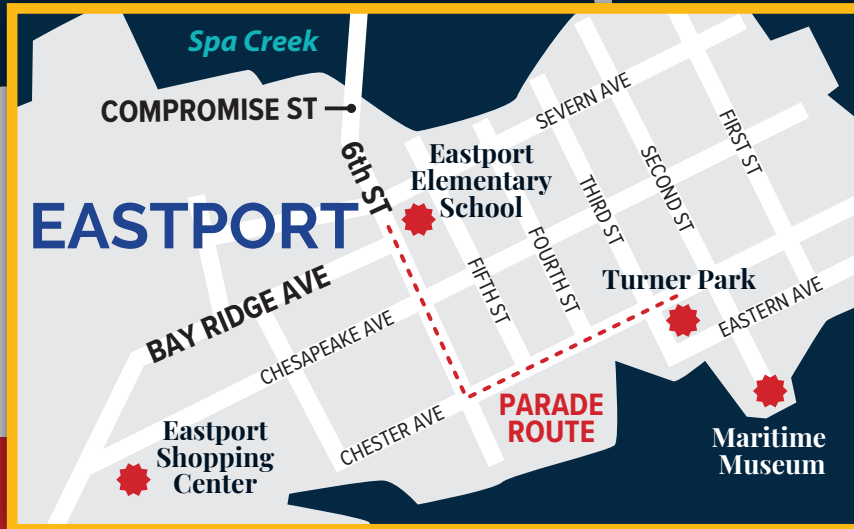 Spa Creek
COMPROMISE ST
6th ST
SEVERN AVE
FIRST ST
Eastport
Elementary
School
SECOND ST
THIRD ST
EASTPORT
FOURTH ST
FIFTH ST
Turner Park
BAY RIDGE AVE
EASTERN AVE
CHESAPEAKE AVE
PARADE
ROUTE
CHESTER AVE
Eastport
Shopping
Center
Maritime
Museum